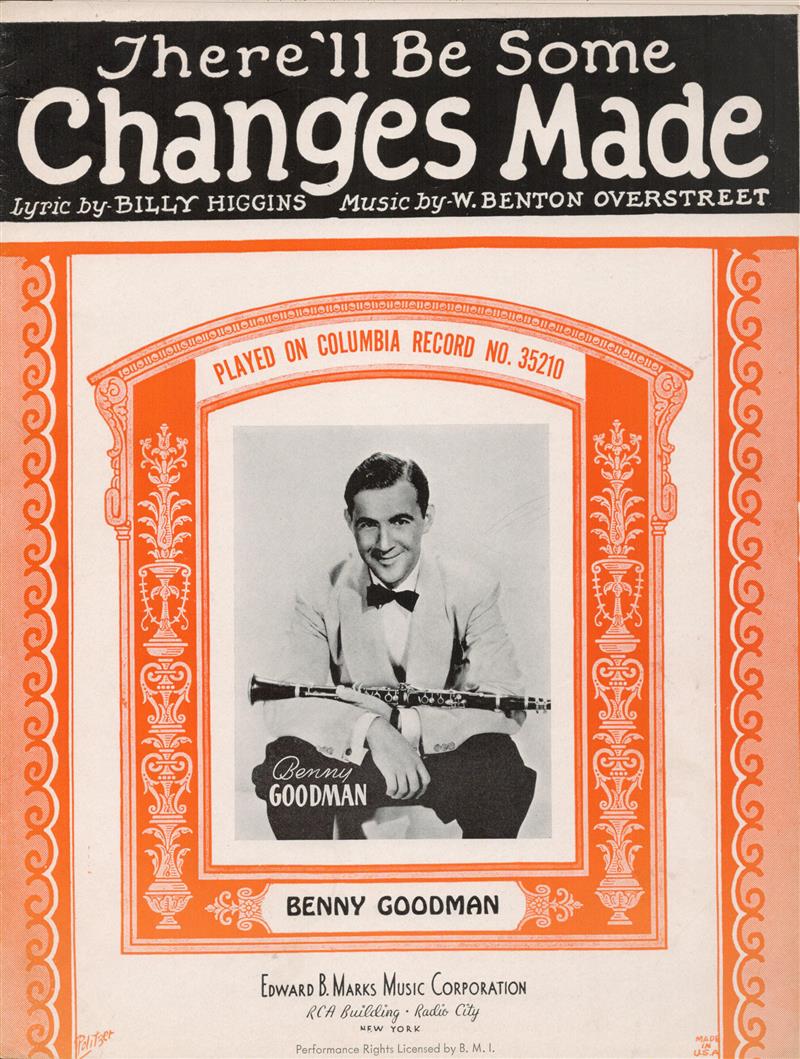 There'll Be Some
Changes Made
Lyric by-BILLY HIGGINS Music by-W. BENTON OVERSTREET
PLAYED ON COLUMBIA RECORD NO. 35210
Benny
GOODMAN
BENNY GOODMAN
EDWARD B. MARKS MUSIC CORPORATION
RCA Building • Radio City
NEW YORK
Politzer
MADE
IN
U.S.A
Performance Rights Licensed by B. M. I.